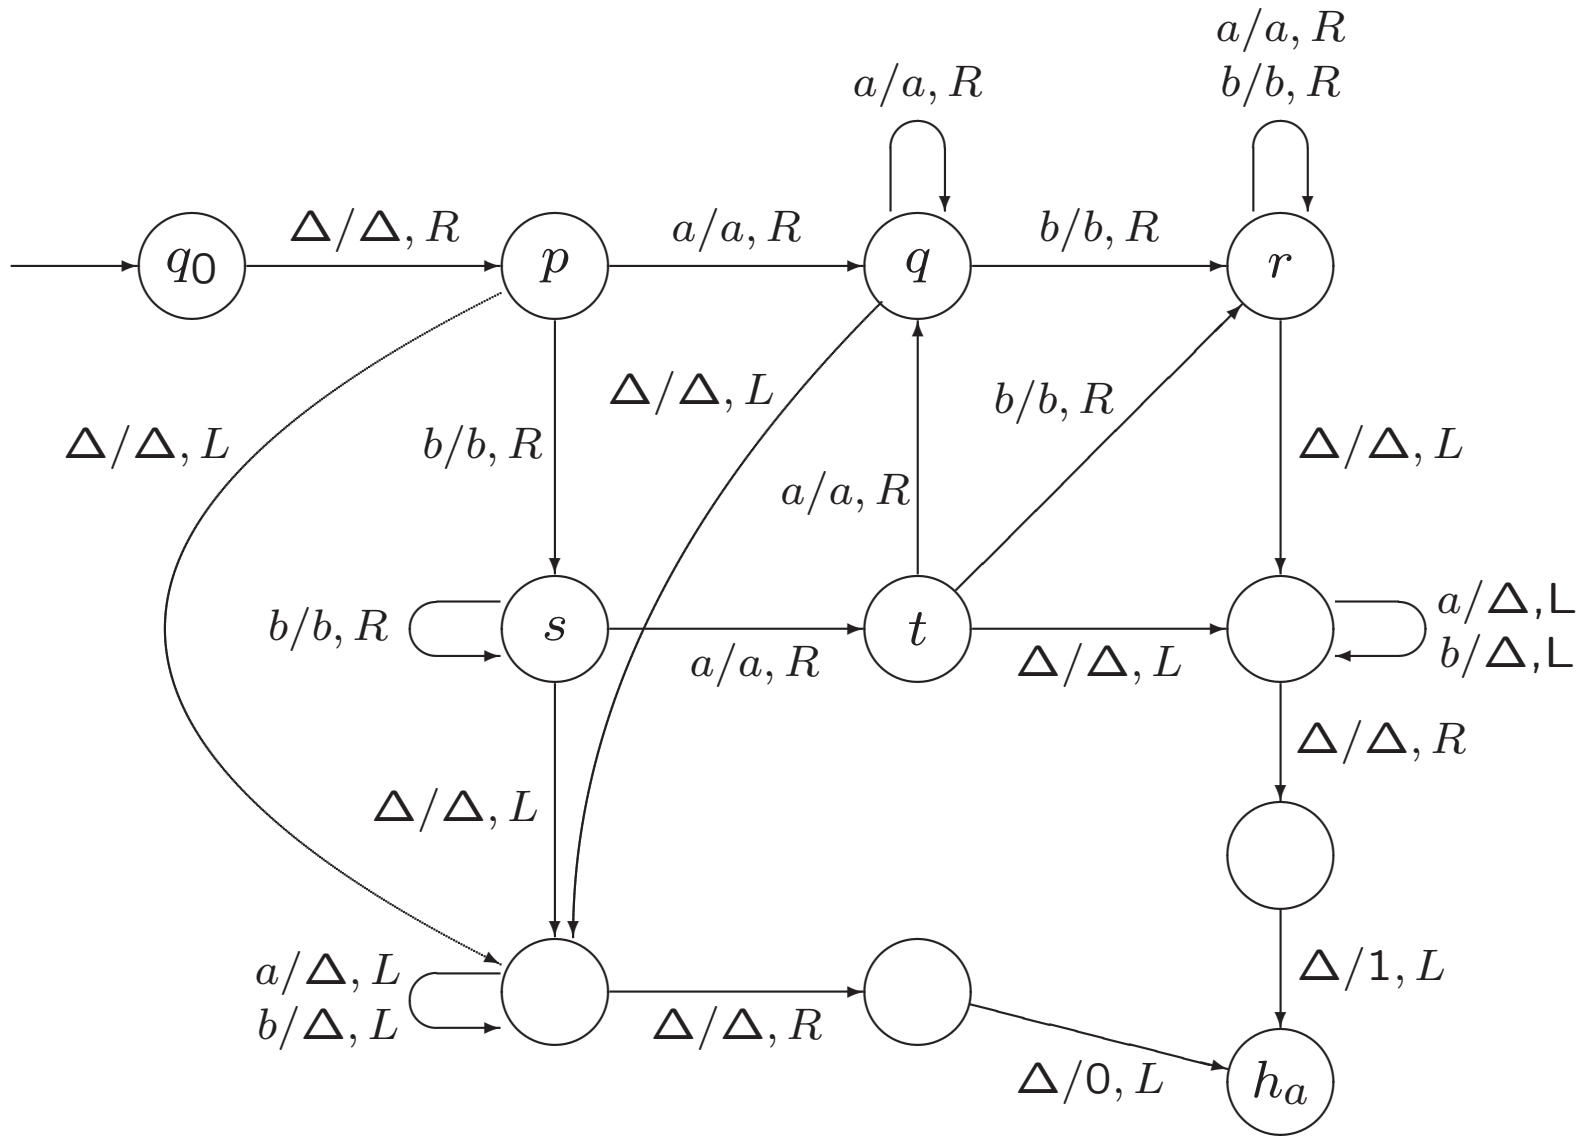 a/a, R
b/b, R
a/a, R
q0
Δ/Δ, R
p
a/a, R
q
b/b, R
r
Δ/Δ, L
b/b, R
Δ/Δ, L
a/a, R
b/b, R
Δ/Δ, L
b/b, R
s
a/a, R
t
Δ/Δ, L
a/Δ, L
b/Δ, L
Δ/Δ, L
Δ/Δ, R
a/Δ, L
b/Δ, L
Δ/Δ, R
Δ/1, L
Δ/0, L
ha